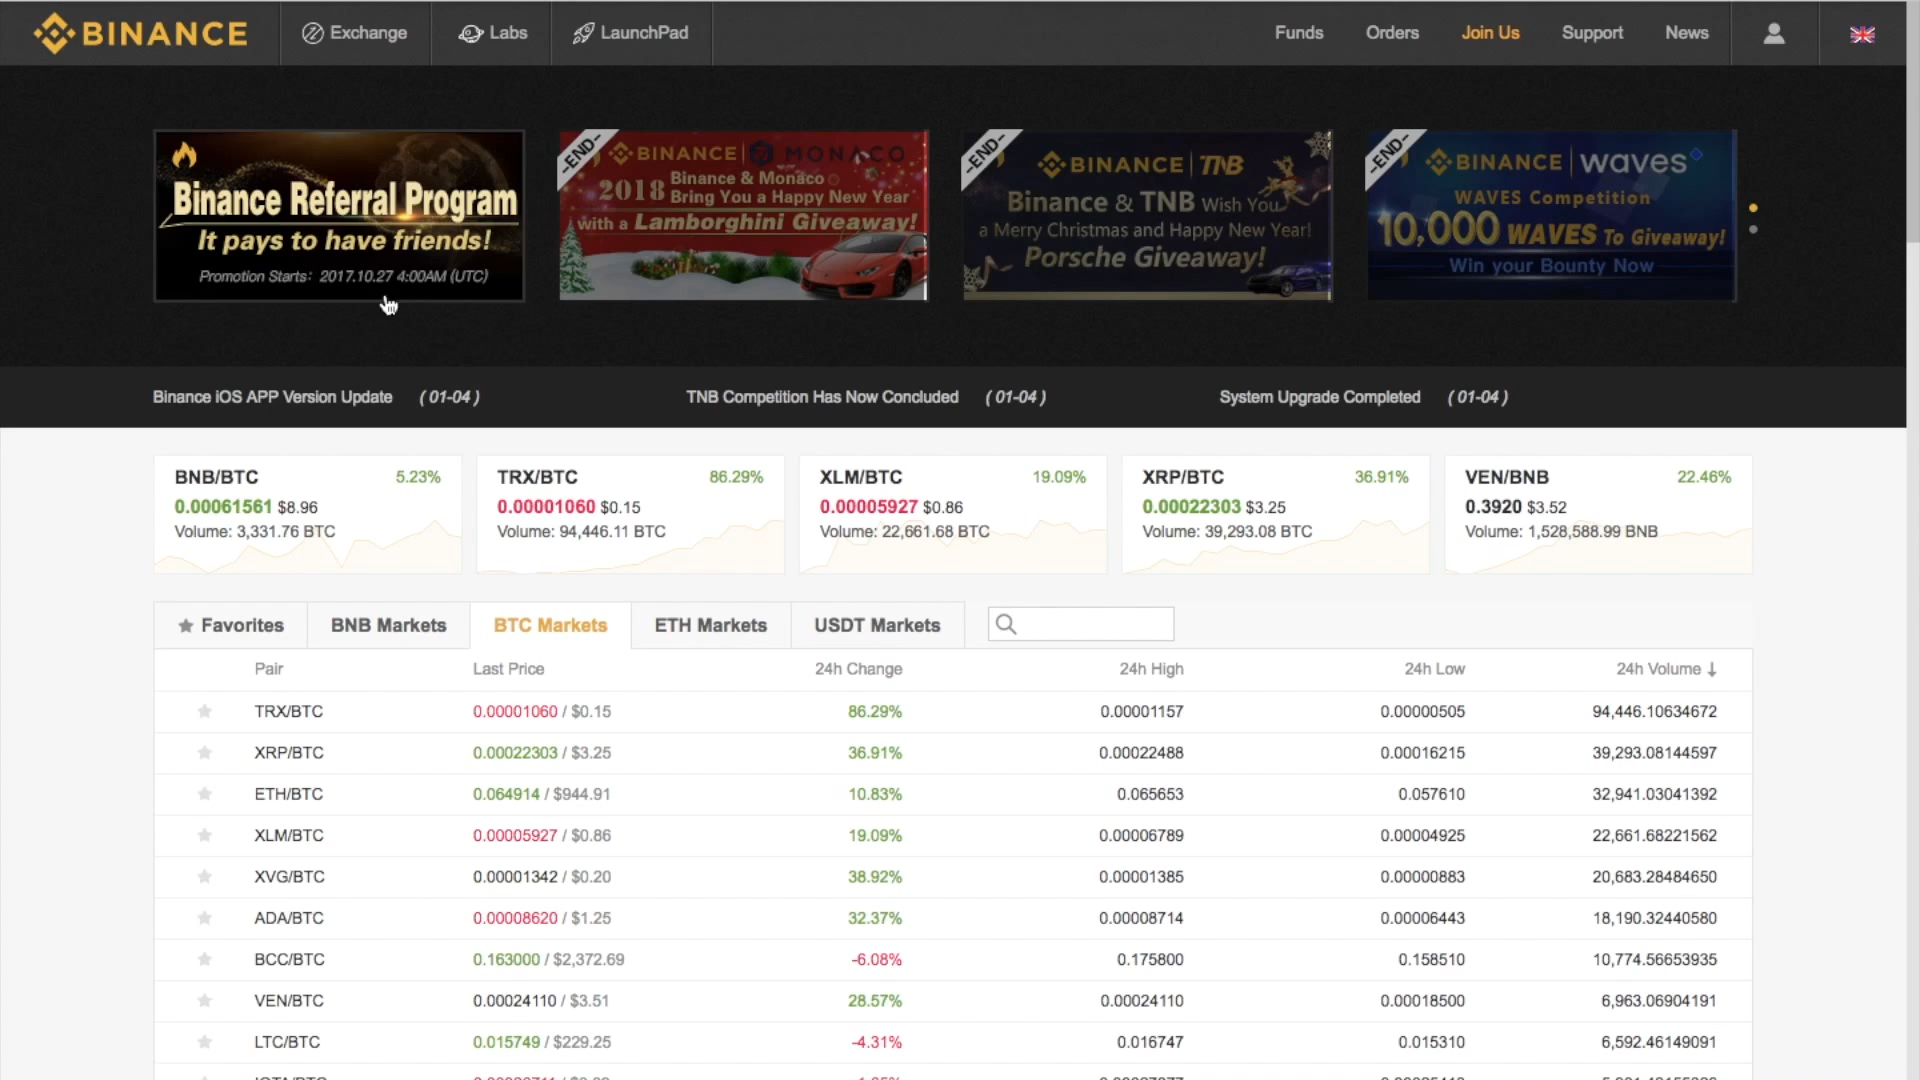 BINANCE
Exchange
Labs
LaunchPad
Funds
Orders
Join Us
Support
News
Binance Referral Program
It pays to have friends!
Promotion Starts: 2017.10.27 4:00AM (UTC)
-END-
BINANCE | MONACO
2018 Binance & Monaco
Bring You a Happy New Year
with a Lamborghini Giveaway!
-END-
BINANCE | TNB
Binance & TNB Wish You
a Merry Christmas and Happy New Year!
Porsche Giveaway!
-END-
BINANCE | waves
WAVES Competition
10,000 WAVES To Giveaway!
Win your Bounty Now
Binance iOS APP Version Update (01-04)
TNB Competition Has Now Concluded (01-04)
System Upgrade Completed (01-04)
BNB/BTC 5.23%
0.00061561 $8.96
Volume: 3,331.76 BTC
TRX/BTC 86.29%
0.00001060 $0.15
Volume: 94,446.11 BTC
XLM/BTC 19.09%
0.00005927 $0.86
Volume: 22,661.68 BTC
XRP/BTC 36.91%
0.00022303 $3.25
Volume: 39,293.08 BTC
VEN/BNB 22.46%
0.3920 $3.52
Volume: 1,528,588.99 BNB
Favorites BNB Markets BTC Markets ETH Markets USDT Markets
Pair Last Price 24h Change 24h High 24h Low 24h Volume ↓
TRX/BTC 0.00001060 / $0.15 86.29% 0.00001157 0.00000505 94,446.10634672
XRP/BTC 0.00022303 / $3.25 36.91% 0.00022488 0.00016215 39,293.08144597
ETH/BTC 0.064914 / $944.91 10.83% 0.065653 0.057610 32,941.03041392
XLM/BTC 0.00005927 / $0.86 19.09% 0.00006789 0.00004925 22,661.68221562
XVG/BTC 0.00001342 / $0.20 38.92% 0.00001385 0.00000883 20,683.28484650
ADA/BTC 0.00008620 / $1.25 32.37% 0.00008714 0.00006443 18,190.32440580
BCC/BTC 0.163000 / $2,372.69 -6.08% 0.175800 0.158510 10,774.56653935
VEN/BTC 0.00024110 / $3.51 28.57% 0.00024110 0.00018500 6,963.06904191
LTC/BTC 0.015749 / $229.25 -4.31% 0.016747 0.015310 6,592.46149091